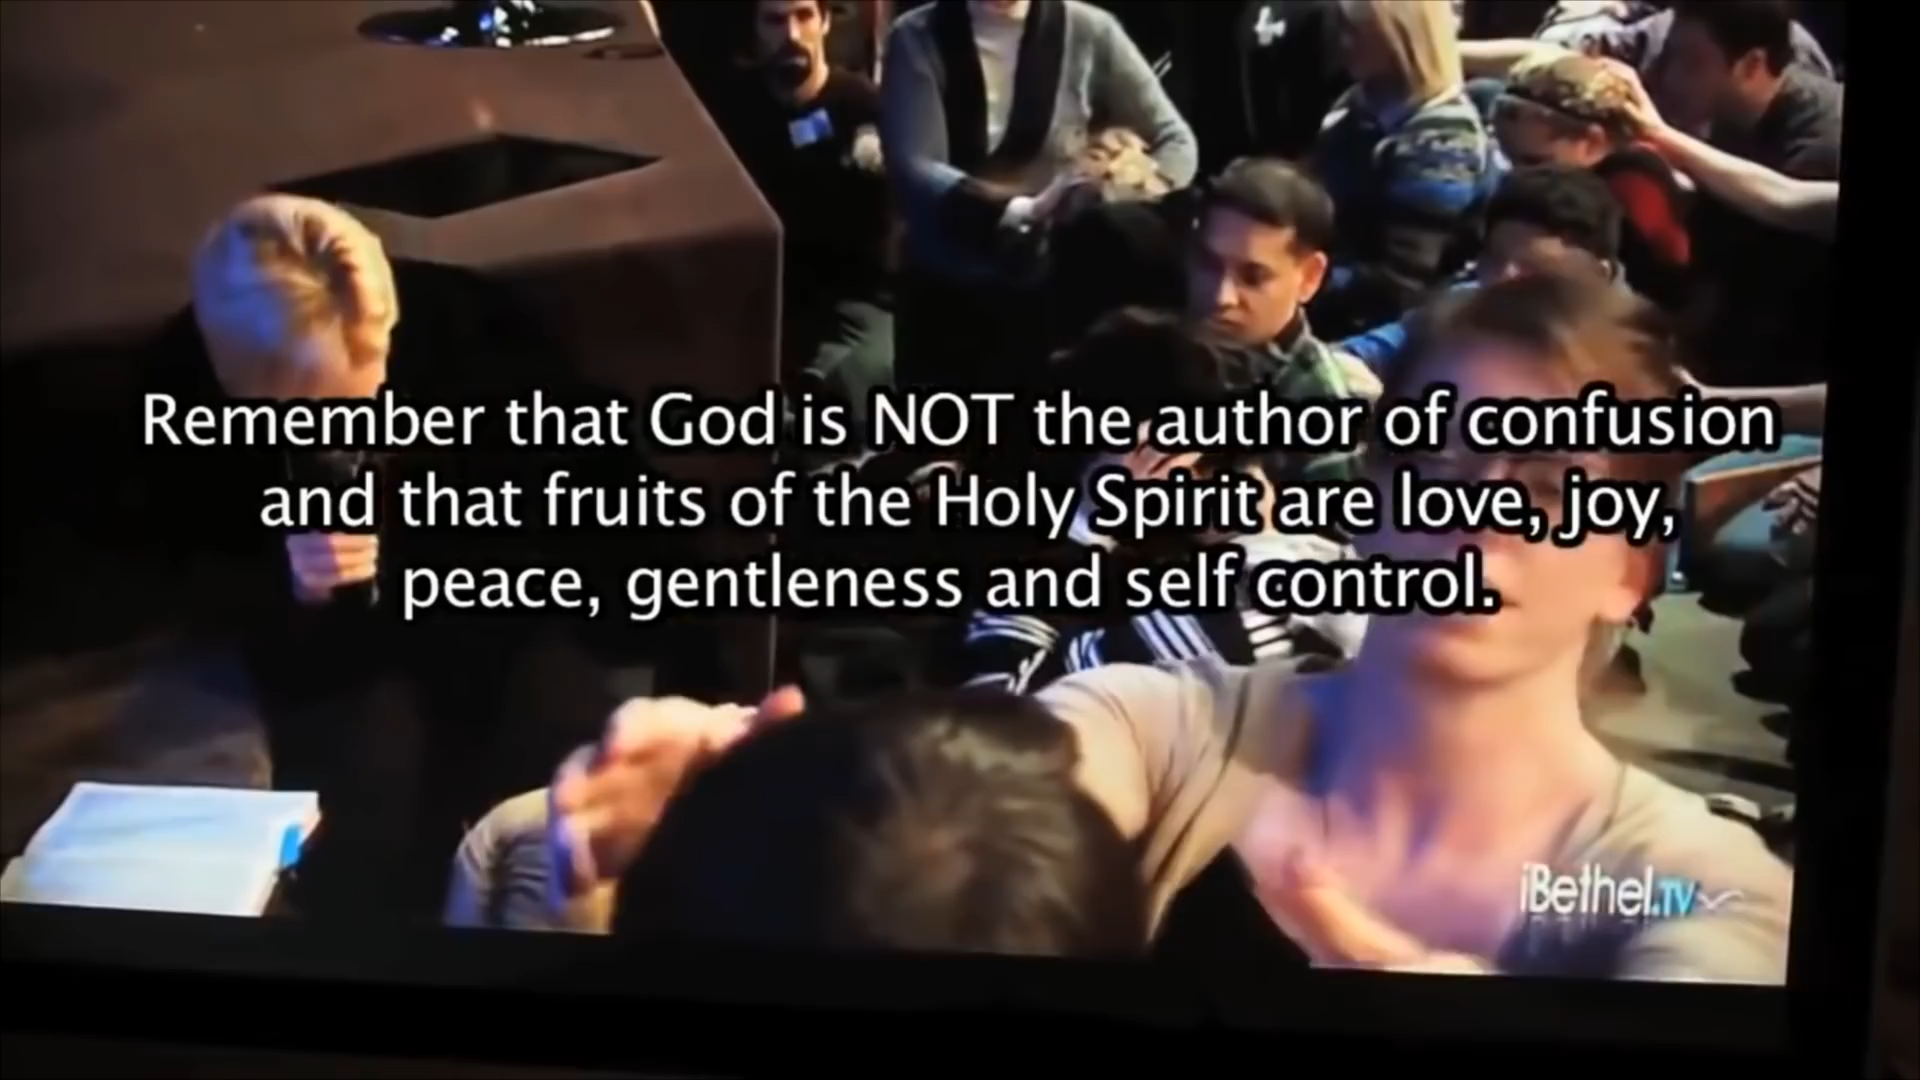 Remember that God is NOT the author of confusion
and that fruits of the Holy Spirit are love, joy,
peace, gentleness and self control.
iBethel.TV